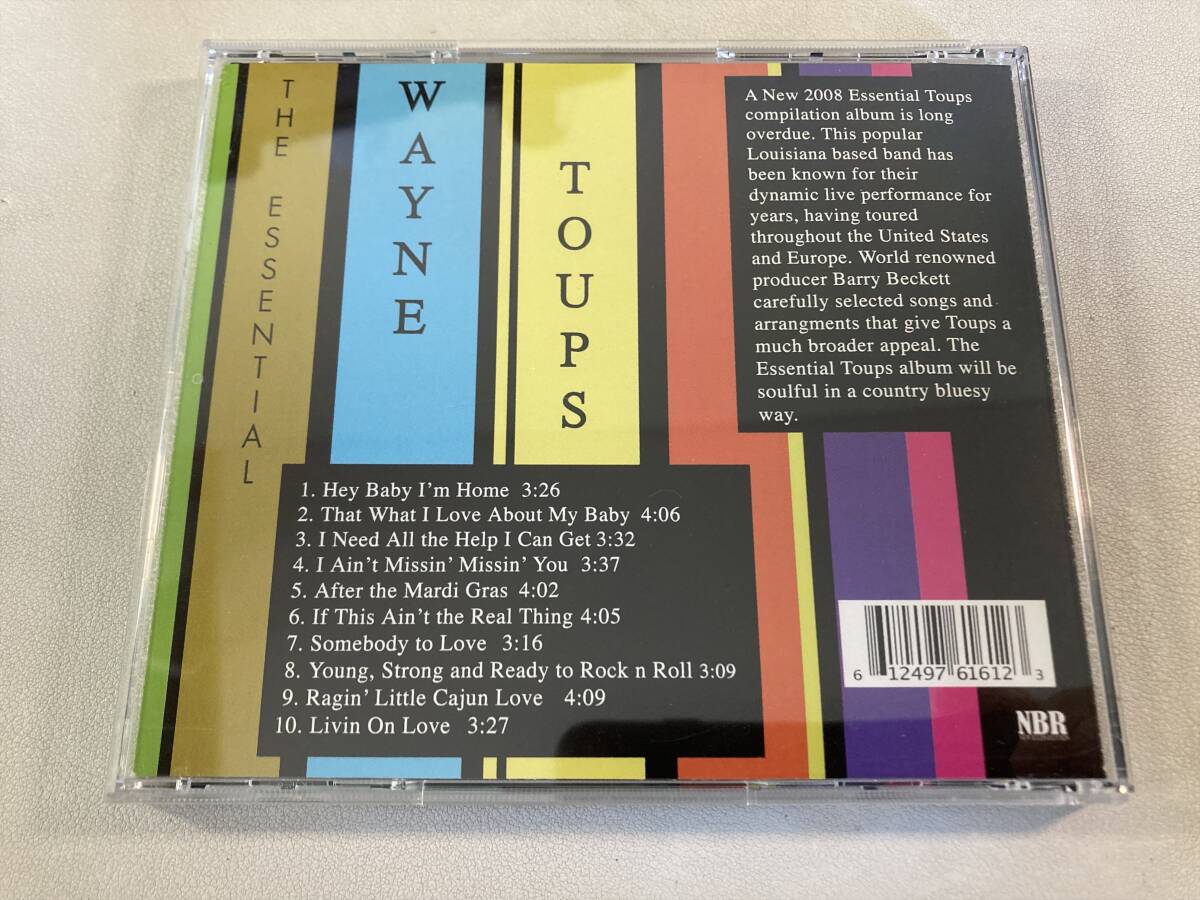 THE ESSENTIAL
WAYNE
TOUPS
A New 2008 Essential Toups
compilation album is long
overdue. This popular
Louisiana based band has
been known for their
dynamic live performance for
years, having toured
throughout the United States
and Europe. World renowned
producer Barry Beckett
carefully selected songs and
arrangments that give Toups a
much broader appeal. The
Essential Toups album will be
soulful in a country bluesy
way.
1. Hey Baby I'm Home 3:26
2. That What I Love About My Baby 4:06
3. I Need All the Help I Can Get 3:32
4. I Ain't Missin' Missin' You 3:37
5. After the Mardi Gras 4:02
6. If This Ain't the Real Thing 4:05
7. Somebody to Love 3:16
8. Young, Strong and Ready to Rock n Roll 3:09
9. Ragin' Little Cajun Love 4:09
10. Livin On Love 3:27
6 12497 61612 3
NBR